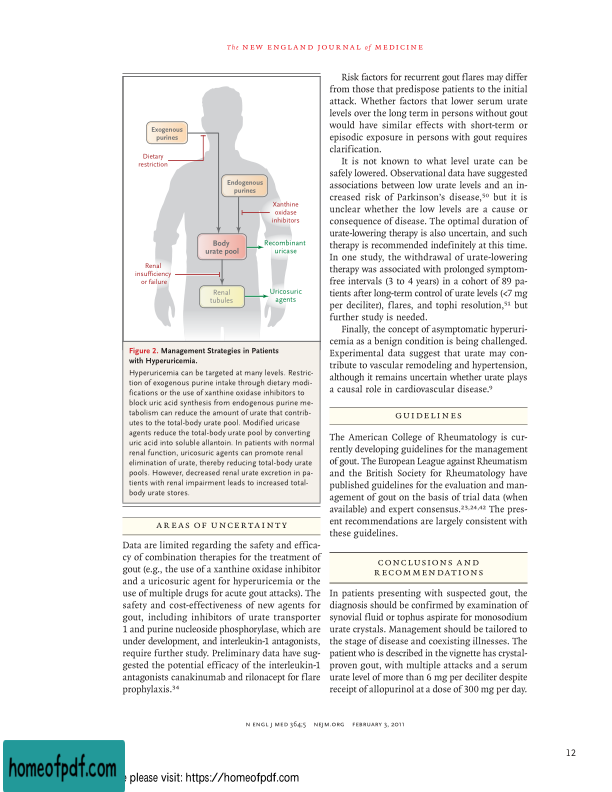 The NEW ENGLAND JOURNAL of MEDICINE
Exogenous
purines
Dietary
restriction
Endogenous
purines
Xanthine
oxidase
inhibitors
Body
urate pool
Recombinant
uricase
Renal
insufficiency
or failure
Renal
tubules
Uricosuric
agents
Figure 2. Management Strategies in Patients
with Hyperuricemia.
Hyperuricemia can be targeted at many levels. Restric-
tion of exogenous purine intake through dietary modi-
fications or the use of xanthine oxidase inhibitors to
block uric acid synthesis from endogenous purine me-
tabolism can reduce the amount of urate that contrib-
utes to the total-body urate pool. Modified uricase
agents reduce the total-body urate pool by converting
uric acid into soluble allantoin. In patients with normal
renal function, uricosuric agents can promote renal
elimination of urate, thereby reducing total-body urate
pools. However, decreased renal urate excretion in pa-
tients with renal impairment leads to increased total-
body urate stores.
AREAS OF UNCERTAINTY
Data are limited regarding the safety and effica-
cy of combination therapies for the treatment of
gout (e.g., the use of a xanthine oxidase inhibitor
and a uricosuric agent for hyperuricemia or the
use of multiple drugs for acute gout attacks). The
safety and cost-effectiveness of new agents for
gout, including inhibitors of urate transporter
1 and purine nucleoside phosphorylase, which are
under development, and interleukin-1 antagonists,
require further study. Preliminary data have sug-
gested the potential efficacy of the interleukin-1
antagonists canakinumab and rilonacept for flare
prophylaxis.34
Risk factors for recurrent gout flares may differ
from those that predispose patients to the initial
attack. Whether factors that lower serum urate
levels over the long term in persons without gout
would have similar effects with short-term or
episodic exposure in persons with gout requires
clarification.
It is not known to what level urate can be
safely lowered. Observational data have suggested
associations between low urate levels and an in-
creased risk of Parkinson's disease,50 but it is
unclear whether the low levels are a cause or
consequence of disease. The optimal duration of
urate-lowering therapy is also uncertain, and such
therapy is recommended indefinitely at this time.
In one study, the withdrawal of urate-lowering
therapy was associated with prolonged symptom-
free intervals (3 to 4 years) in a cohort of 89 pa-
tients after long-term control of urate levels (<7 mg
per deciliter), flares, and tophi resolution,51 but
further study is needed.
Finally, the concept of asymptomatic hyperuri-
cemia as a benign condition is being challenged.
Experimental data suggest that urate may con-
tribute to vascular remodeling and hypertension,
although it remains uncertain whether urate plays
a causal role in cardiovascular disease.9
GUIDELINES
The American College of Rheumatology is cur-
rently developing guidelines for the management
of gout. The European League against Rheumatism
and the British Society for Rheumatology have
published guidelines for the evaluation and man-
agement of gout on the basis of trial data (when
available) and expert consensus.23,24,42 The pres-
ent recommendations are largely consistent with
these guidelines.
CONCLUSIONS AND
RECOMMENDATIONS
In patients presenting with suspected gout, the
diagnosis should be confirmed by examination of
synovial fluid or tophus aspirate for monosodium
urate crystals. Management should be tailored to
the stage of disease and coexisting illnesses. The
patient who is described in the vignette has crystal-
proven gout, with multiple attacks and a serum
urate level of more than 6 mg per deciliter despite
receipt of allopurinol at a dose of 300 mg per day.
N ENGL J MED 364;5 NEJM.ORG FEBRUARY 3, 2011
12
homeofpdf.com
please visit: https://homeofpdf.com